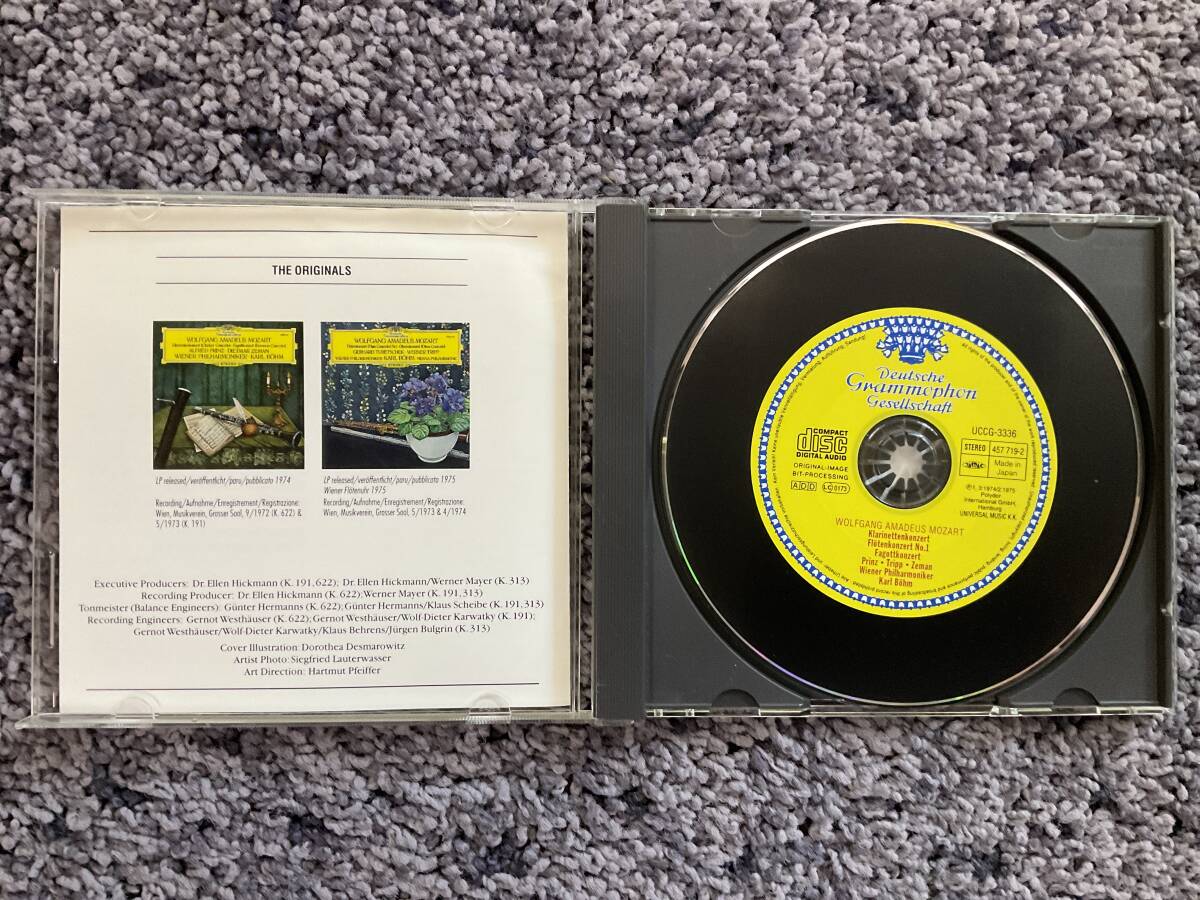 THE ORIGINALS
WOLFGANG AMADEUS MOZART
ALFRED PRINZ · DIETMAR ZEMAN
WIENER PHILHARMONIKER · KARL BÖHM
WOLFGANG AMADEUS MOZART
WERNER TRIPP
KARL BÖHM
LP released/veröffentlicht/paru/pubblicato 1974
Recording/Aufnahme/Enregistrement/Registrazione:
Wien, Musikverein, Grosser Saal, 9/1972 (K. 622) &
5/1973 (K. 191)
LP released/veröffentlicht/paru/pubblicato 1975
Wiener Flötenuhr 1975
Recording/Aufnahme/Enregistrement/Registrazione:
Wien, Musikverein, Grosser Saal, 5/1973 & 4/1974
Executive Producers: Dr. Ellen Hickmann (K. 191, 622); Dr. Ellen Hickmann/Werner Mayer (K. 313)
Recording Producer: Dr. Ellen Hickmann (K. 622); Werner Mayer (K. 191, 313)
Tonmeister (Balance Engineers): Günter Hermanns (K. 622); Günter Hermanns/Klaus Scheibe (K. 191, 313)
Recording Engineers: Gernot Westhäuser (K. 622); Gernot Westhäuser/Wolf-Dieter Karwatky (K. 191);
Gernot Westhäuser/Wolf-Dieter Karwatky/Klaus Behrens/Jürgen Bulgrin (K. 313)
Cover Illustration: Dorothea Desmarowitz
Artist Photo: Siegfried Lauterwasser
Art Direction: Hartmut Pfeiffer
Deutsche
Grammophon
Gesellschaft
COMPACT
disc
DIGITAL AUDIO
ORIGINAL-IMAGE
BIT-PROCESSING
ADD
LC 0173
UCCG-3336
STEREO 457 719-2
Made in
Japan
℗ 1, 3: 1974/2: 1975
Polydor
International GmbH,
Hamburg
UNIVERSAL MUSIC K.K.
WOLFGANG AMADEUS MOZART
Klarinettenkonzert
Flötenkonzert No.1
Fagottkonzert
Prinz · Tripp · Zeman
Wiener Philharmoniker
Karl Böhm